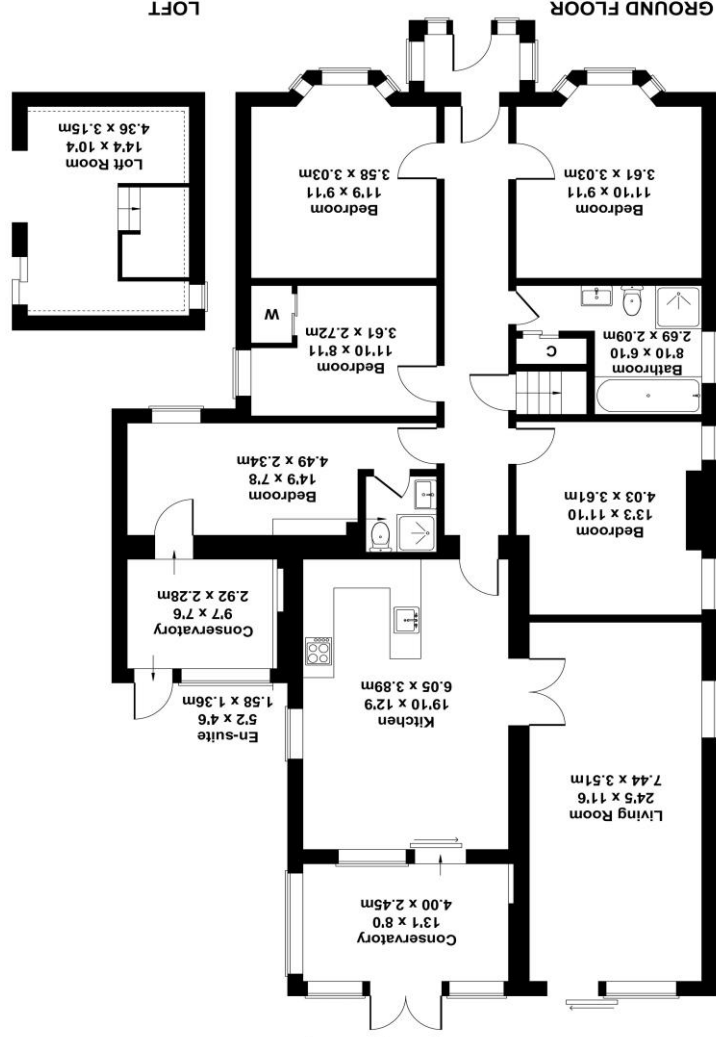 Conservatory
13'1 x 8'0
4.00 x 2.45m
Living Room
24'5 x 11'6
7.44 x 3.51m
Kitchen
19'10 x 12'9
6.05 x 3.89m
En-suite
5'2 x 4'6
1.58 x 1.36m
Conservatory
9'7 x 7'6
2.92 x 2.28m
Bedroom
13'3 x 11'10
4.03 x 3.61m
Bedroom
14'9 x 7'8
4.49 x 2.34m
Bathroom
8'10 x 6'10
2.69 x 2.09m
C
Bedroom
11'10 x 8'11
3.61 x 2.72m
W
Bedroom
11'10 x 9'11
3.61 x 3.03m
Bedroom
11'9 x 9'11
3.58 x 3.03m
Loft Room
14'4 x 10'4
4.36 x 3.15m
GROUND FLOOR
LOFT